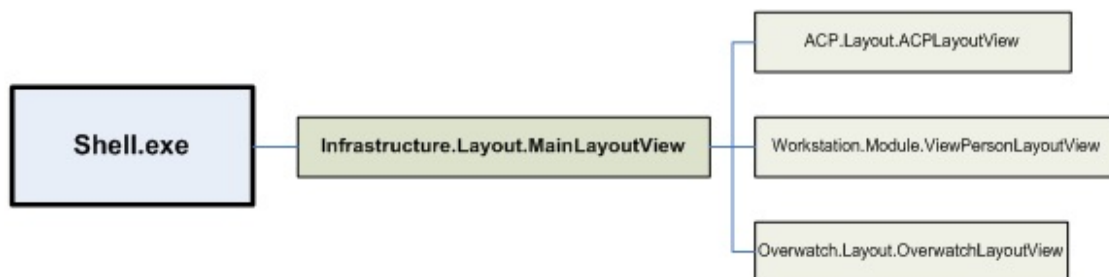 Shell.exe
Infrastructure.Layout.MainLayoutView
ACP.Layout.ACPLayoutView
Workstation.Module.ViewPersonLayoutView
Overwatch.Layout.OverwatchLayoutView